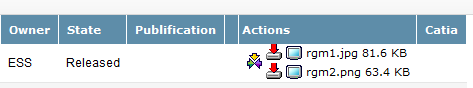 Owner State Publification Actions Catia
rgm1.jpg 81.6 KB
ESS Released
rgm2.png 63.4 KB